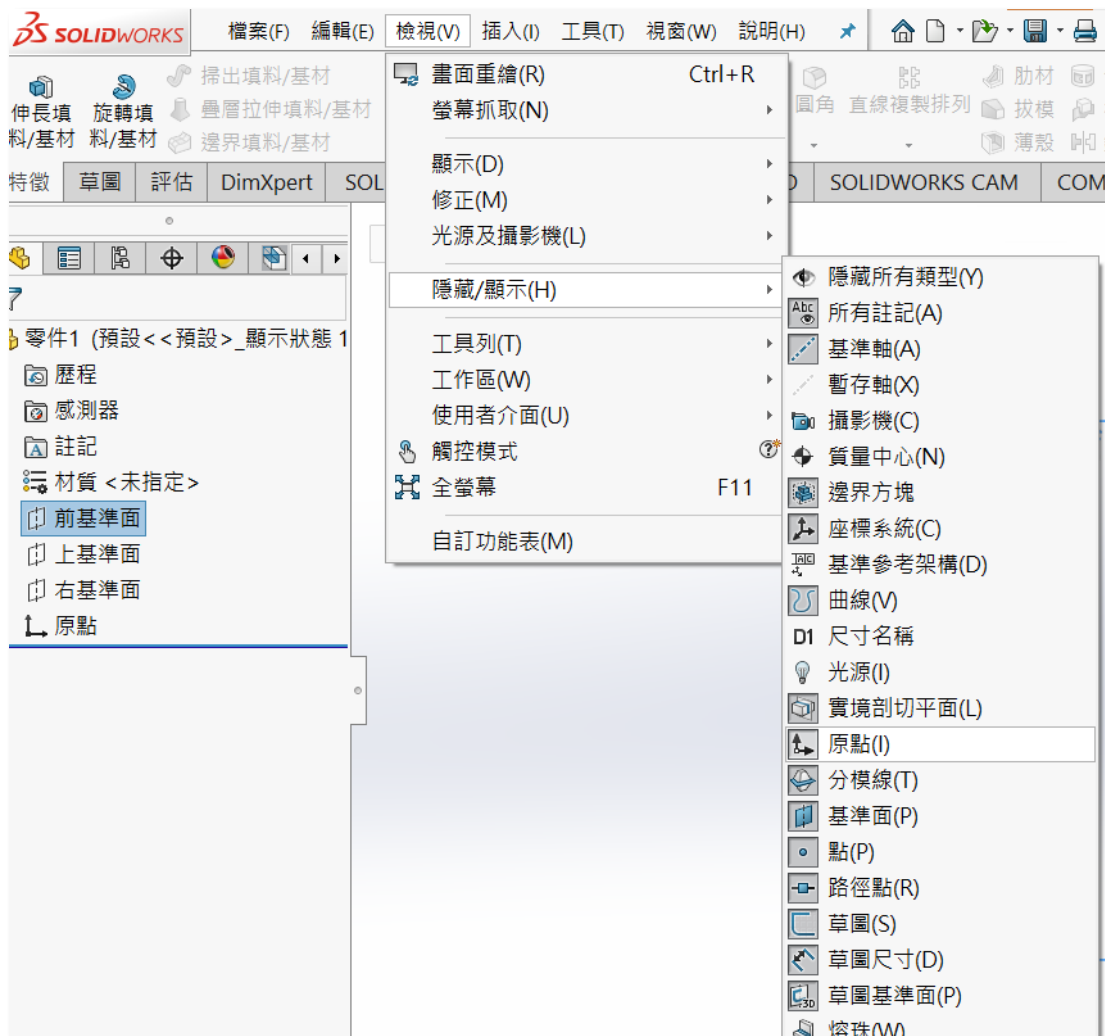 SOLIDWORKS 檔案(F) 編輯(E) 檢視(V) 插入(I) 工具(T) 視窗(W) 說明(H)
伸長填料/基材
旋轉填料/基材
掃出填料/基材
疊層拉伸填料/基材
邊界填料/基材
圓角 直線複製排列
肋材
拔模
薄殼
特徵 草圖 評估 DimXpert SOL
SOLIDWORKS CAM COM
零件1 (預設<<預設>_顯示狀態 1
歷程
感測器
註記
材質 <未指定>
前基準面
上基準面
右基準面
原點
畫面重繪(R) Ctrl+R
螢幕抓取(N)
顯示(D)
修正(M)
光源及攝影機(L)
隱藏/顯示(H)
工具列(T)
工作區(W)
使用者介面(U)
觸控模式
全螢幕 F11
自訂功能表(M)
隱藏所有類型(Y)
Abc 所有註記(A)
基準軸(A)
暫存軸(X)
攝影機(C)
質量中心(N)
邊界方塊
座標系統(C)
基準參考架構(D)
曲線(V)
D1 尺寸名稱
光源(I)
實境剖切平面(L)
原點(I)
分模線(T)
基準面(P)
點(P)
路徑點(R)
草圖(S)
草圖尺寸(D)
3D 草圖基準面(P)
熔珠(W)